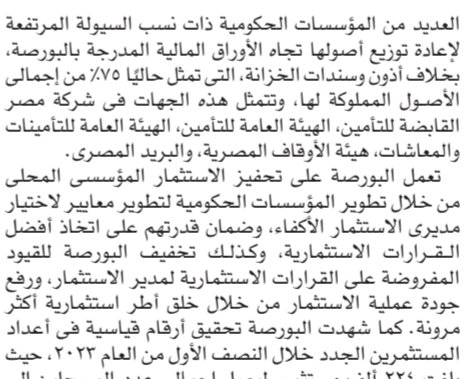 العديد من المؤسسات الحكومية ذات نسب السيولة المرتفعة
لإعادة توزيع أصولها تجاه الأوراق المالية المدرجة بالبورصة،
بخلاف أذون وسندات الخزانة، التى تمثل حاليًا ٧٥٪ من إجمالى
الأصول المملوكة لها، وتتمثل هذه الجهات فى شركة مصر
القابضة للتأمين، الهيئة العامة للتأمين، الهيئة العامة للتأمينات
والمعاشات، هيئة الأوقاف المصرية، والبريد المصرى.
تعمل البورصة على تحفيز الاستثمار المؤسسى المحلى
من خلال تطوير المؤسسات الحكومية لتطوير معايير لاختيار
مديرى الاستثمار الأكفاء، وضمان قدرتهم على اتخاذ أفضل
القرارات الاستثمارية، وكذلك تخفيف البورصة للقيود
المفروضة على القرارات الاستثمارية لمدير الاستثمار، ورفع
جودة عملية الاستثمار من خلال خلق أطر استثمارية أكثر
مرونة. كما شهدت البورصة تحقيق أرقام قياسية فى أعداد
المستثمرين الجدد خلال النصف الأول من العام ٢٠٢٣، حيث